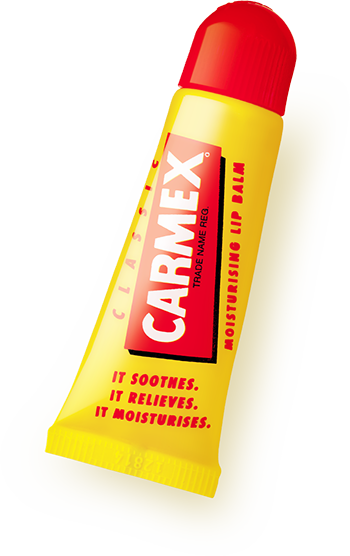 CLASSIC
CARMEX
TRADE NAME REG.
MOISTURISING LIP BALM
IT SOOTHES.
IT RELIEVES.
IT MOISTURISES.